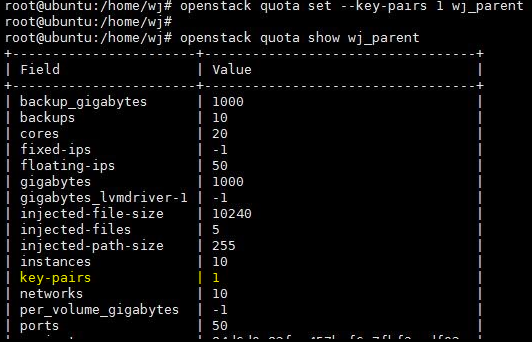 root@ubuntu:/home/wj# openstack quota set --key-pairs 1 wj_parent
root@ubuntu:/home/wj#
root@ubuntu:/home/wj# openstack quota show wj_parent
+----------------------+----------------------------------+
| Field | Value |
+----------------------+----------------------------------+
| backup_gigabytes | 1000 |
| backups | 10 |
| cores | 20 |
| fixed-ips | -1 |
| floating-ips | 50 |
| gigabytes | 1000 |
| gigabytes_lvmdriver-1 | -1 |
| injected-file-size | 10240 |
| injected-files | 5 |
| injected-path-size | 255 |
| instances | 10 |
| key-pairs | 1 |
| networks | 10 |
| per_volume_gigabytes | -1 |
| ports | 50 |